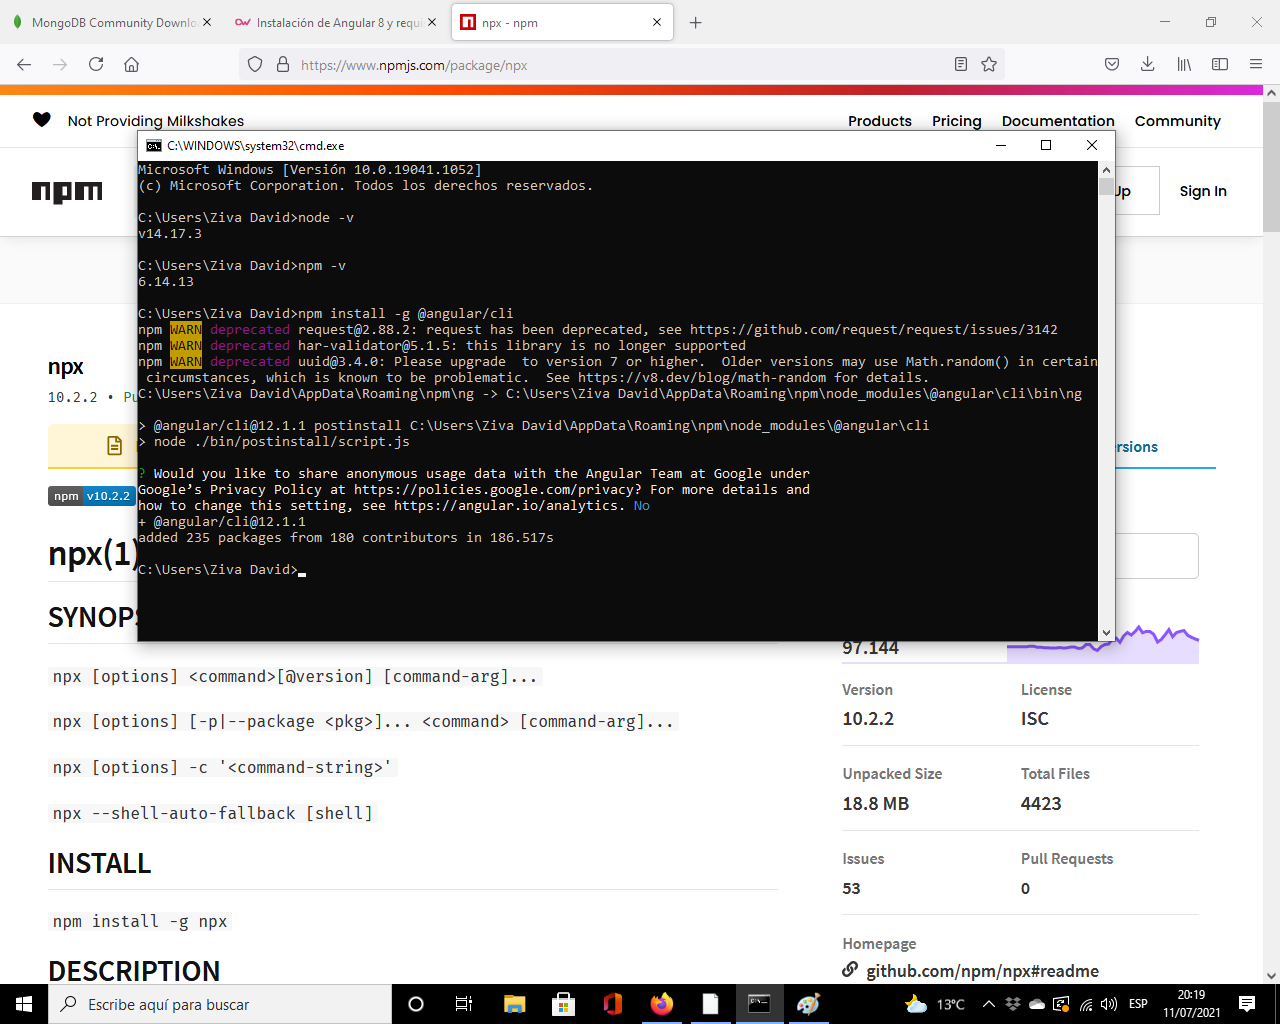 MongoDB Community Downlo
Instalación de Angular 8 y requi
npx - npm
https://www.npmjs.com/package/npx
Not Providing Milkshakes
Products
Pricing
Documentation
Community
npm
Up
Sign In
C:\WINDOWS\system32\cmd.exe
Microsoft Windows [Versión 10.0.19041.1052]
(c) Microsoft Corporation. Todos los derechos reservados.
C:\Users\Ziva David>node -v
v14.17.3
C:\Users\Ziva David>npm -v
6.14.13
C:\Users\Ziva David>npm install -g @angular/cli
npm WARN deprecated request@2.88.2: request has been deprecated, see https://github.com/request/request/issues/3142
npm WARN deprecated har-validator@5.1.5: this library is no longer supported
npm WARN deprecated uuid@3.4.0: Please upgrade  to version 7 or higher.  Older versions may use Math.random() in certain
circumstances, which is known to be problematic.  See https://v8.dev/blog/math-random for details.
C:\Users\Ziva David\AppData\Roaming\npm\ng -> C:\Users\Ziva David\AppData\Roaming\npm\node_modules\@angular\cli\bin\ng
> @angular/cli@12.1.1 postinstall C:\Users\Ziva David\AppData\Roaming\npm\node_modules\@angular\cli
> node ./bin/postinstall/script.js
? Would you like to share anonymous usage data with the Angular Team at Google under
Google’s Privacy Policy at https://policies.google.com/privacy? For more details and
how to change this setting, see https://angular.io/analytics. No
+ @angular/cli@12.1.1
added 235 packages from 180 contributors in 186.517s
C:\Users\Ziva David>
npx
10.2.2 • Pu
ersions
npm v10.2.2
npx(1)
SYNOPS
npx [options] <command>[@version] [command-arg]...
npx [options] [-p|--package <pkg>]... <command> [command-arg]...
npx [options] -c '<command-string>'
npx --shell-auto-fallback [shell]
INSTALL
npm install -g npx
DESCRIPTION
97.144
Version
License
10.2.2
ISC
Unpacked Size
Total Files
18.8 MB
4423
Issues
Pull Requests
53
0
Homepage
github.com/npm/npx#readme
Escribe aquí para buscar
13°C
ESP
20:19
11/07/2021